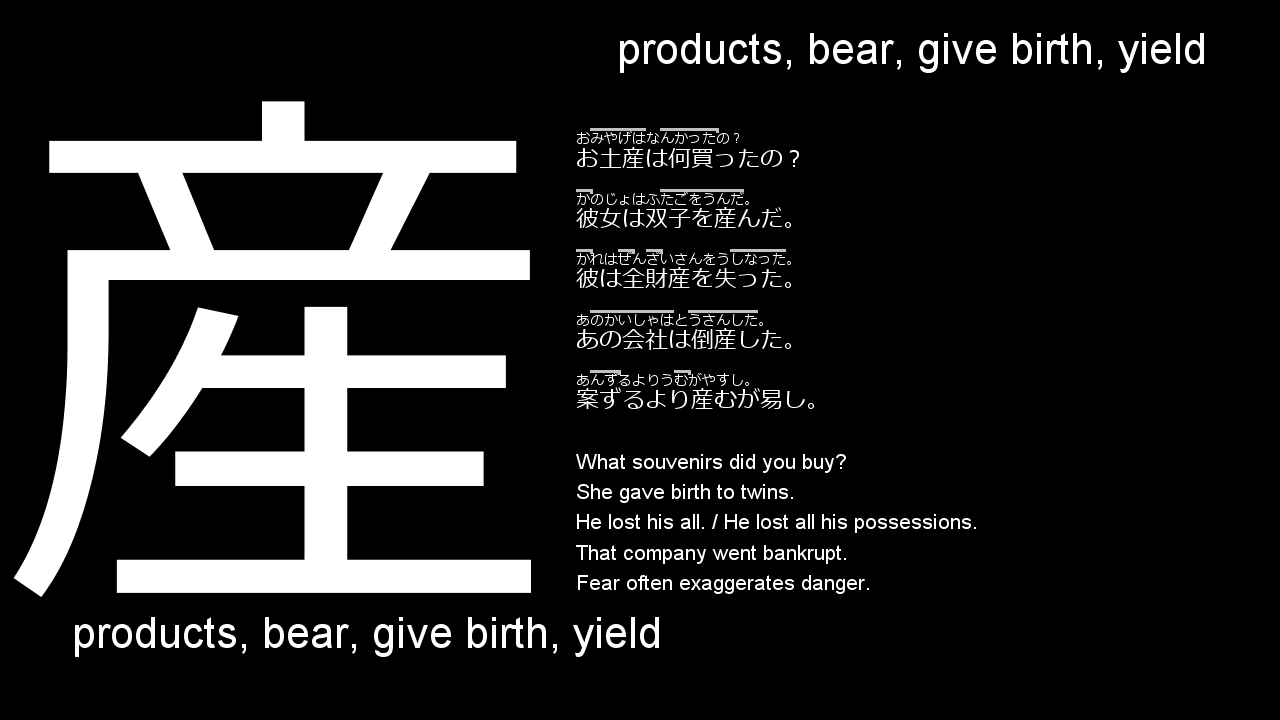 products, bear, give birth, yield
産
おみやげはなんかったの？
お土産は何買ったの？
かのじょはふたごをうんだ。
彼女は双子を産んだ。
かれはぜんざいさんをうしなった。
彼は全財産を失った。
あのかいしゃはとうさんした。
あの会社は倒産した。
あんずるよりうむがやすし。
案ずるより産むが易し。
What souvenirs did you buy?
She gave birth to twins.
He lost his all. / He lost all his possessions.
That company went bankrupt.
Fear often exaggerates danger.
products, bear, give birth, yield